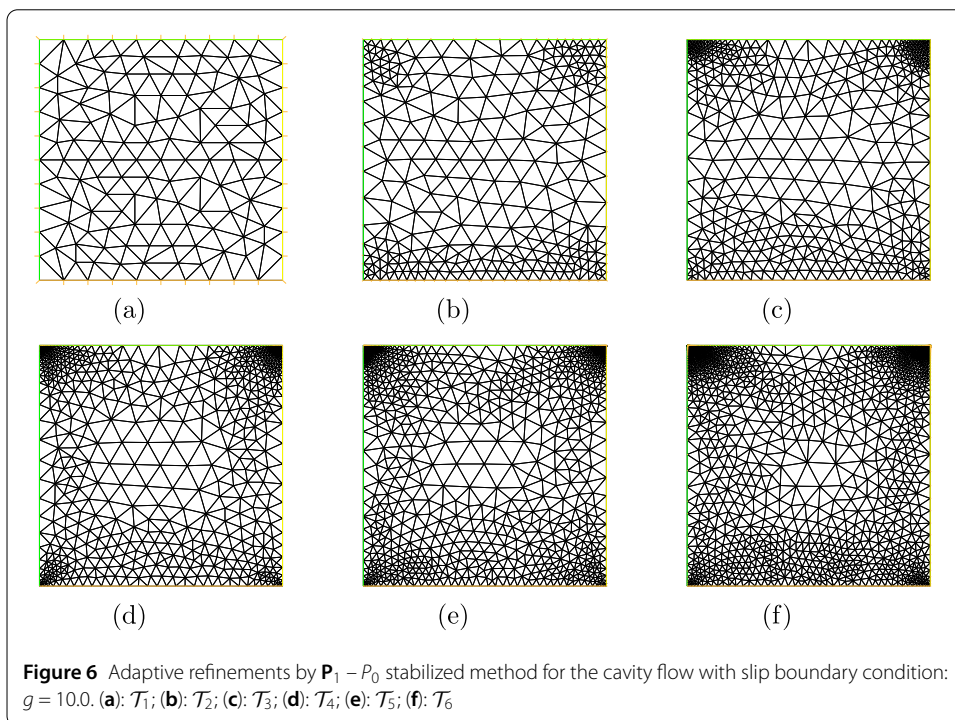 (a)
(b)
(c)
(d)
(e)
(f)
Figure 6 Adaptive refinements by P₁ – P₀ stabilized method for the cavity flow with slip boundary condition:
g = 10.0. (a): 𝒯₁; (b): 𝒯₂; (c): 𝒯₃; (d): 𝒯₄; (e): 𝒯₅; (f): 𝒯₆